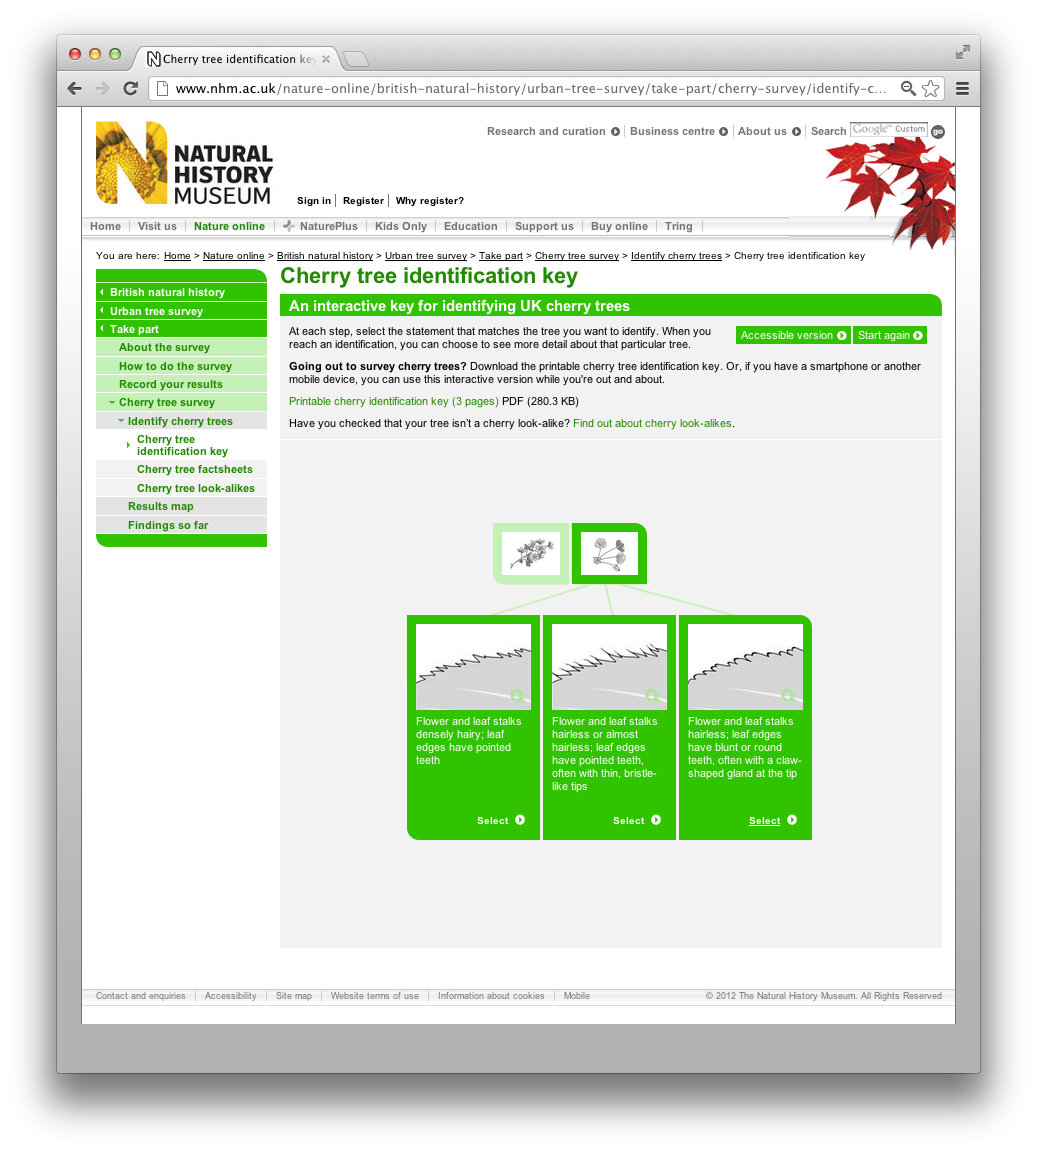 Cherry tree identification key
www.nhm.ac.uk/nature-online/british-natural-history/urban-tree-survey/take-part/cherry-survey/identify-c...
Research and curation
Business centre
About us
Search
Google™ Custom
go
NATURAL
HISTORY
MUSEUM
Sign in
Register
Why register?
Home
Visit us
Nature online
NaturePlus
Kids Only
Education
Support us
Buy online
Tring
You are here: Home > Nature online > British natural history > Urban tree survey > Take part > Cherry tree survey > Identify cherry trees > Cherry tree identification key
British natural history
Urban tree survey
Take part
About the survey
How to do the survey
Record your results
Cherry tree survey
Identify cherry trees
Cherry tree
identification key
Cherry tree factsheets
Cherry tree look-alikes
Results map
Findings so far
Cherry tree identification key
An interactive key for identifying UK cherry trees
At each step, select the statement that matches the tree you want to identify. When you
reach an identification, you can choose to see more detail about that particular tree.
Accessible version
Start again
Going out to survey cherry trees? Download the printable cherry tree identification key. Or, if you have a smartphone or another
mobile device, you can use this interactive version while you're out and about.
Printable cherry identification key (3 pages) PDF (280.3 KB)
Have you checked that your tree isn't a cherry look-alike? Find out about cherry look-alikes.
Flower and leaf stalks
densely hairy; leaf
edges have pointed
teeth
Select
Flower and leaf stalks
hairless or almost
hairless; leaf edges
have pointed teeth,
often with thin, bristle-
like tips
Select
Flower and leaf stalks
hairless; leaf edges
have blunt or round
teeth, often with a claw-
shaped gland at the tip
Select
Contact and enquiries
Accessibility
Site map
Website terms of use
Information about cookies
Mobile
© 2012 The Natural History Museum. All Rights Reserved